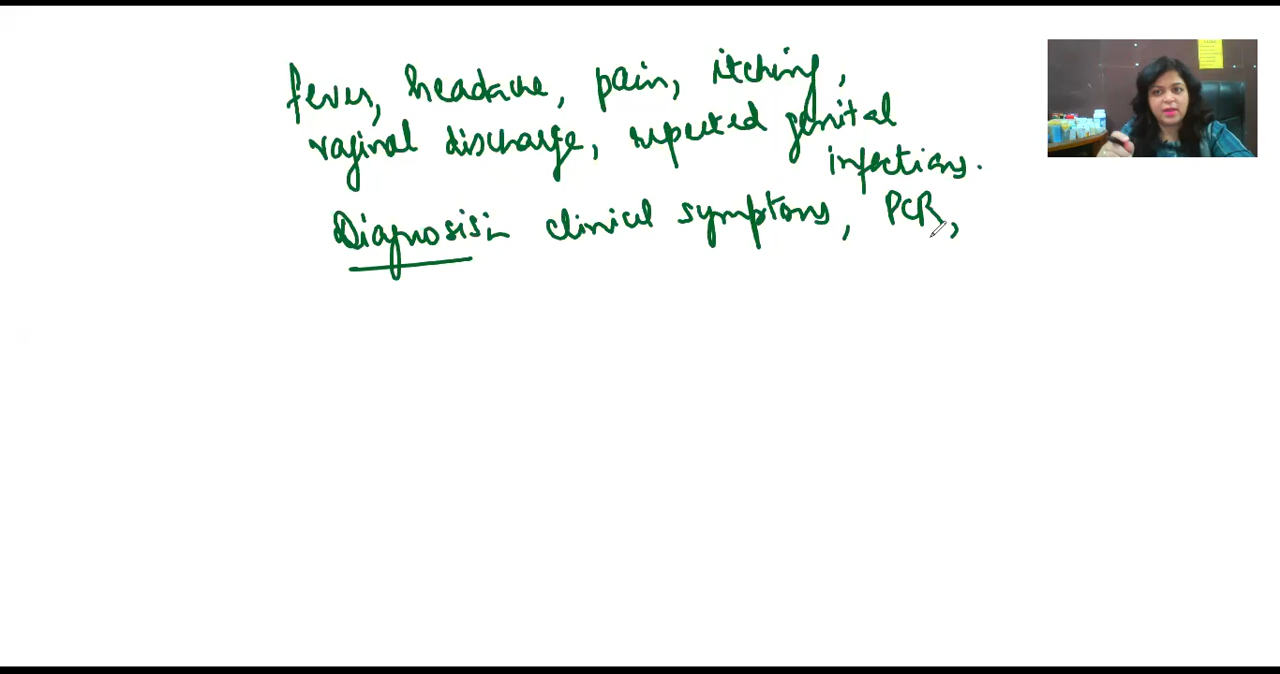 fever, headache, pain, itching,
vaginal discharge, repeated genital
infections.
Diagnosis:- clinical symptoms, PCR,